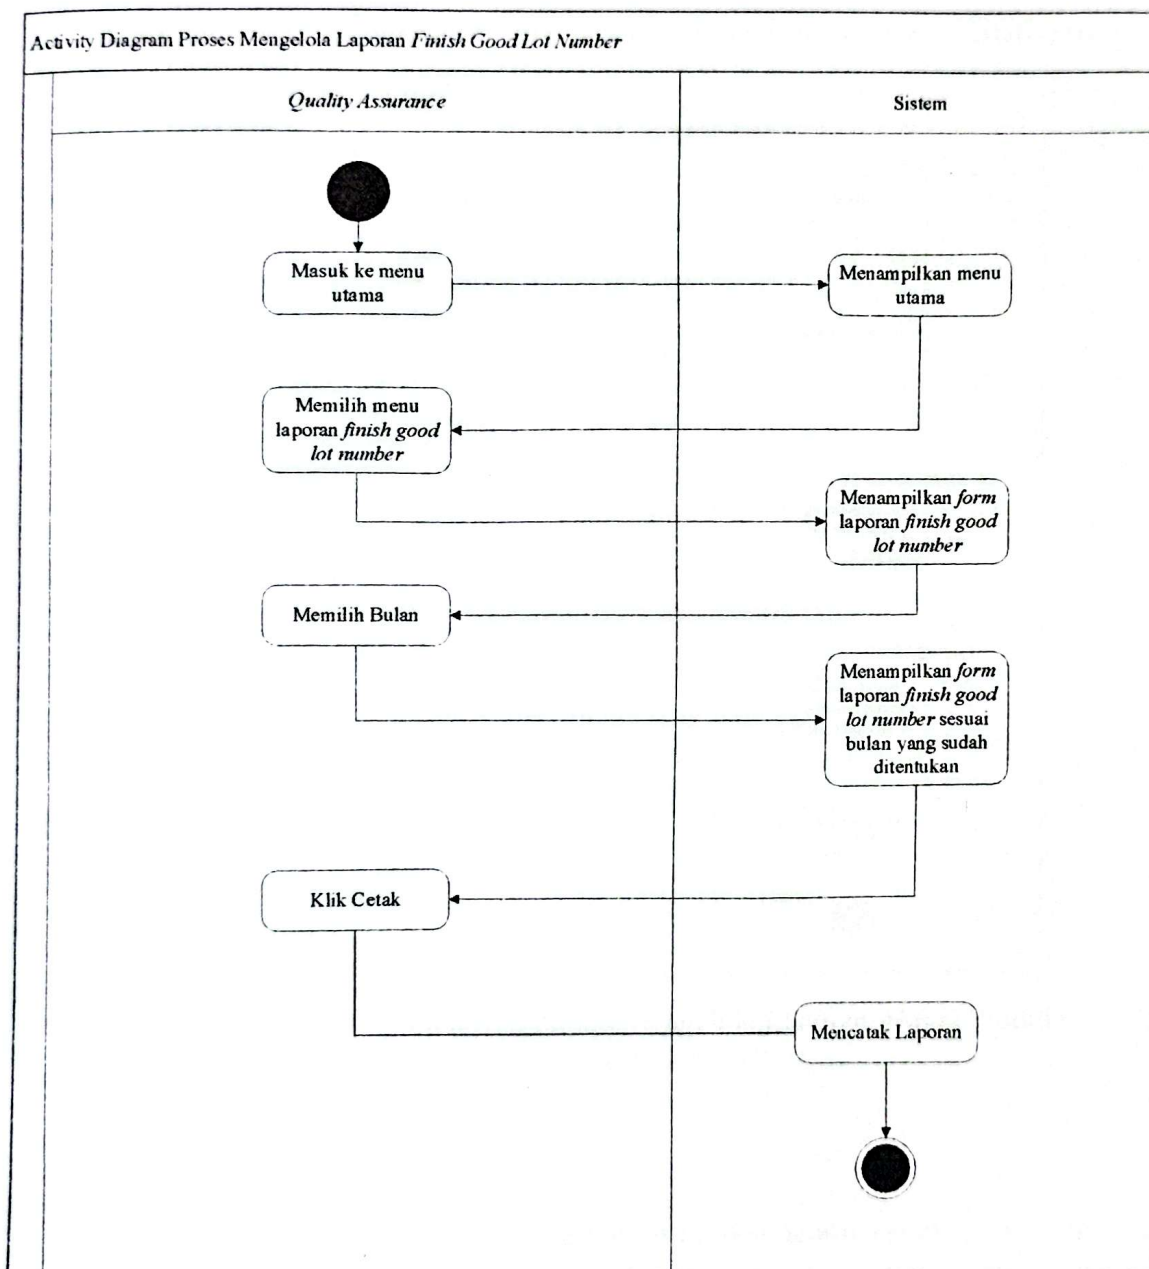 Activity Diagram Proses Mengelola Laporan Finish Good Lot Number
Quality Assurance
Sistem
Masuk ke menu
utama
Menampilkan menu
utama
Memilih menu
laporan finish good
lot number
Menampilkan form
laporan finish good
lot number
Memilih Bulan
Menampilkan form
laporan finish good
lot number sesuai
bulan yang sudah
ditentukan
Klik Cetak
Mencatak Laporan